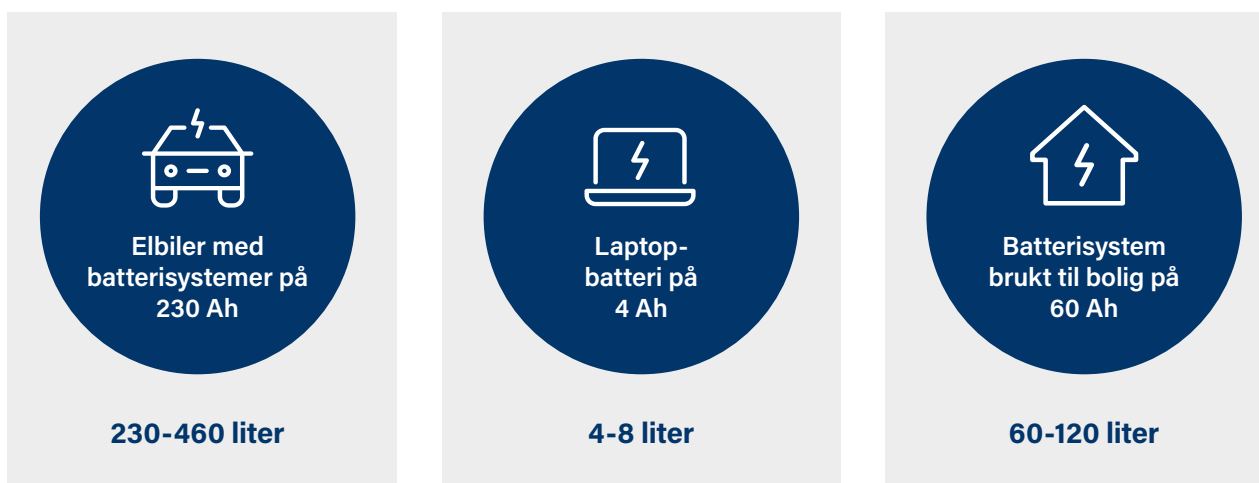 Elbiler med
batterisystemer på
230 Ah
230-460 liter
Laptop-
batteri på
4 Ah
4-8 liter
Batterisystem
brukt til bolig på
60 Ah
60-120 liter